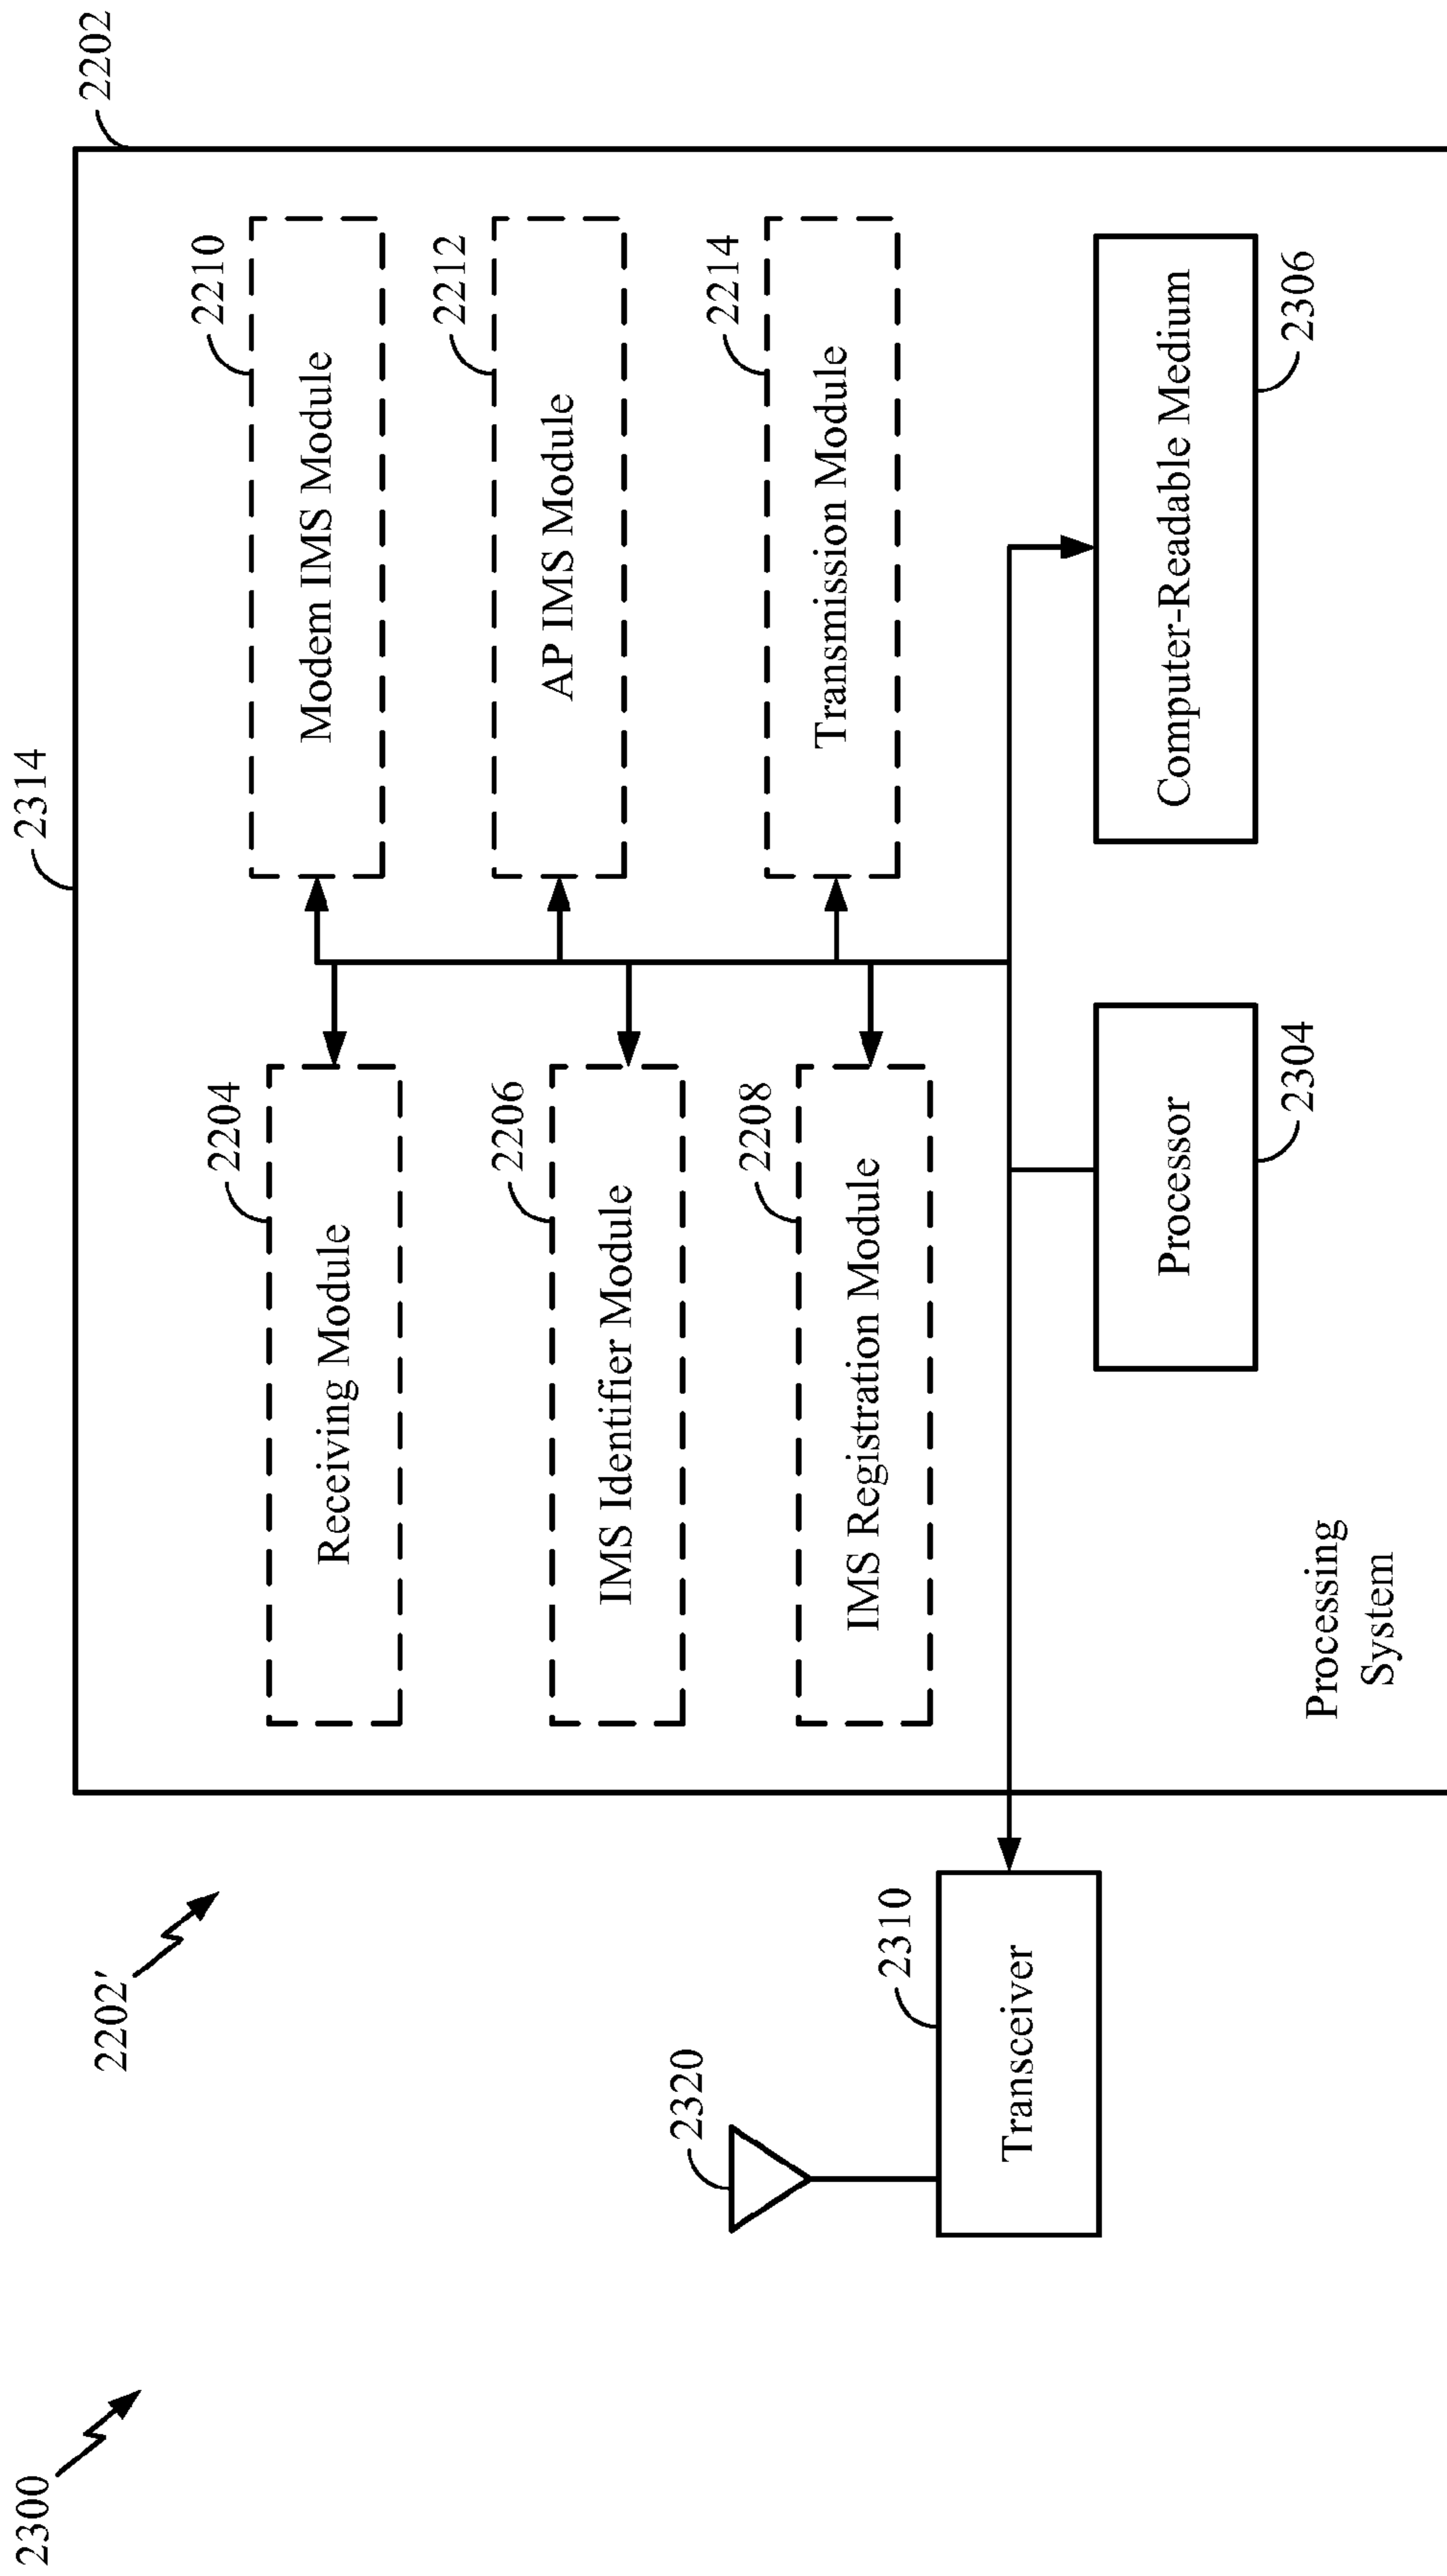 2300
2202′
2314
2202
2204
Receiving Module
2210
Modem IMS Module
2206
IMS Identifier Module
2212
AP IMS Module
2208
IMS Registration Module
2214
Transmission Module
2320
2310
Transceiver
Processor
2304
Computer-Readable Medium
2306
Processing
System